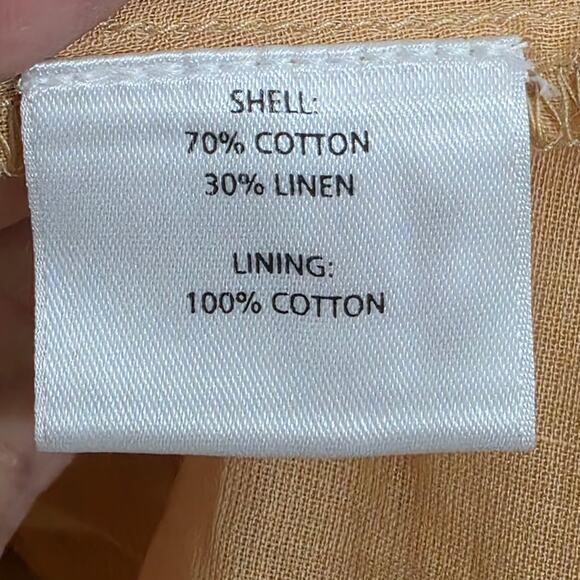 SHELL:
70% COTTON
30% LINEN
LINING:
100% COTTON